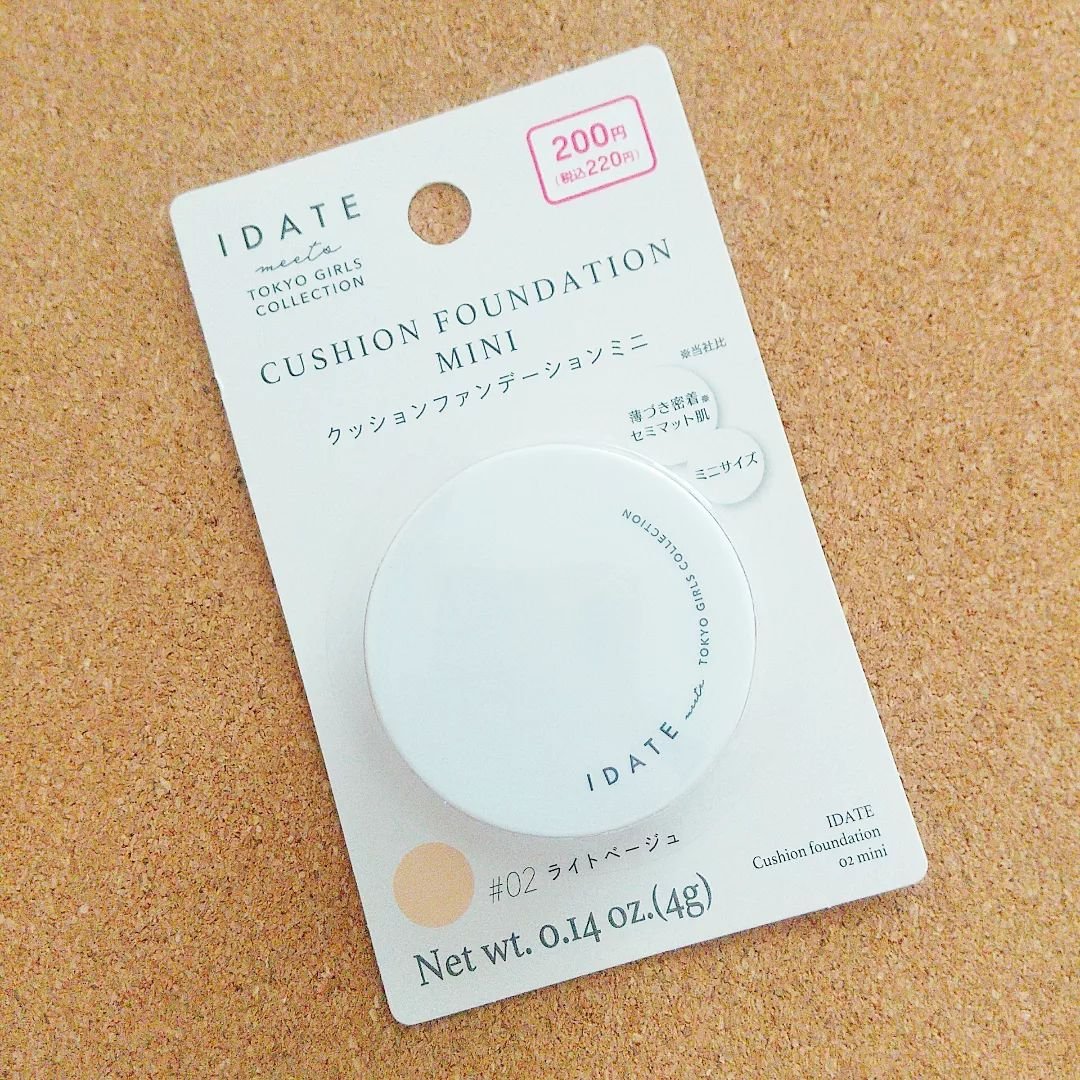 200円
(税込220円)
IDATE
meets
TOKYO GIRLS
COLLECTION
CUSHION FOUNDATION
MINI
クッションファンデーションミニ
※当社比
薄づき密着※
セミマット肌
ミニサイズ
IDATE meets TOKYO GIRLS COLLECTION
#02 ライトベージュ
Net wt. 0.14 oz.(4g)
IDATE
Cushion foundation
02 mini